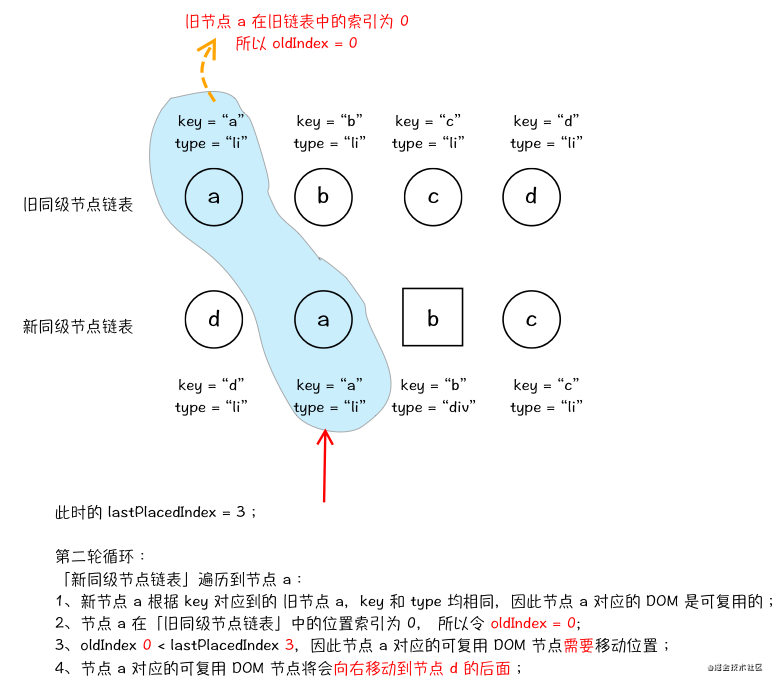 旧节点 a 在旧链表中的索引为 0
所以 oldIndex = 0
key = “a” key = “b” key = “c” key = “d”
type = “li” type = “li” type = “li” type = “li”
旧同级节点链表 a b c d
新同级节点链表 d a b c
key = “d” key = “a” key = “b” key = “c”
type = “li” type = “li” type = “div” type = “li”
此时的 lastPlacedIndex = 3；
第二轮循环：
「新同级节点链表」遍历到节点 a：
1、新节点 a 根据 key 对应到的 旧节点 a，key 和 type 均相同，因此节点 a 对应的 DOM 是可复用的；
2、节点 a 在「旧同级节点链表」中的位置索引为 0， 所以令 oldIndex = 0;
3、oldIndex 0 < lastPlacedIndex 3，因此节点 a 对应的可复用 DOM 节点需要移动位置；
4、节点 a 对应的可复用 DOM 节点将会向右移动到节点 d 的后面；
@掘金技术社区